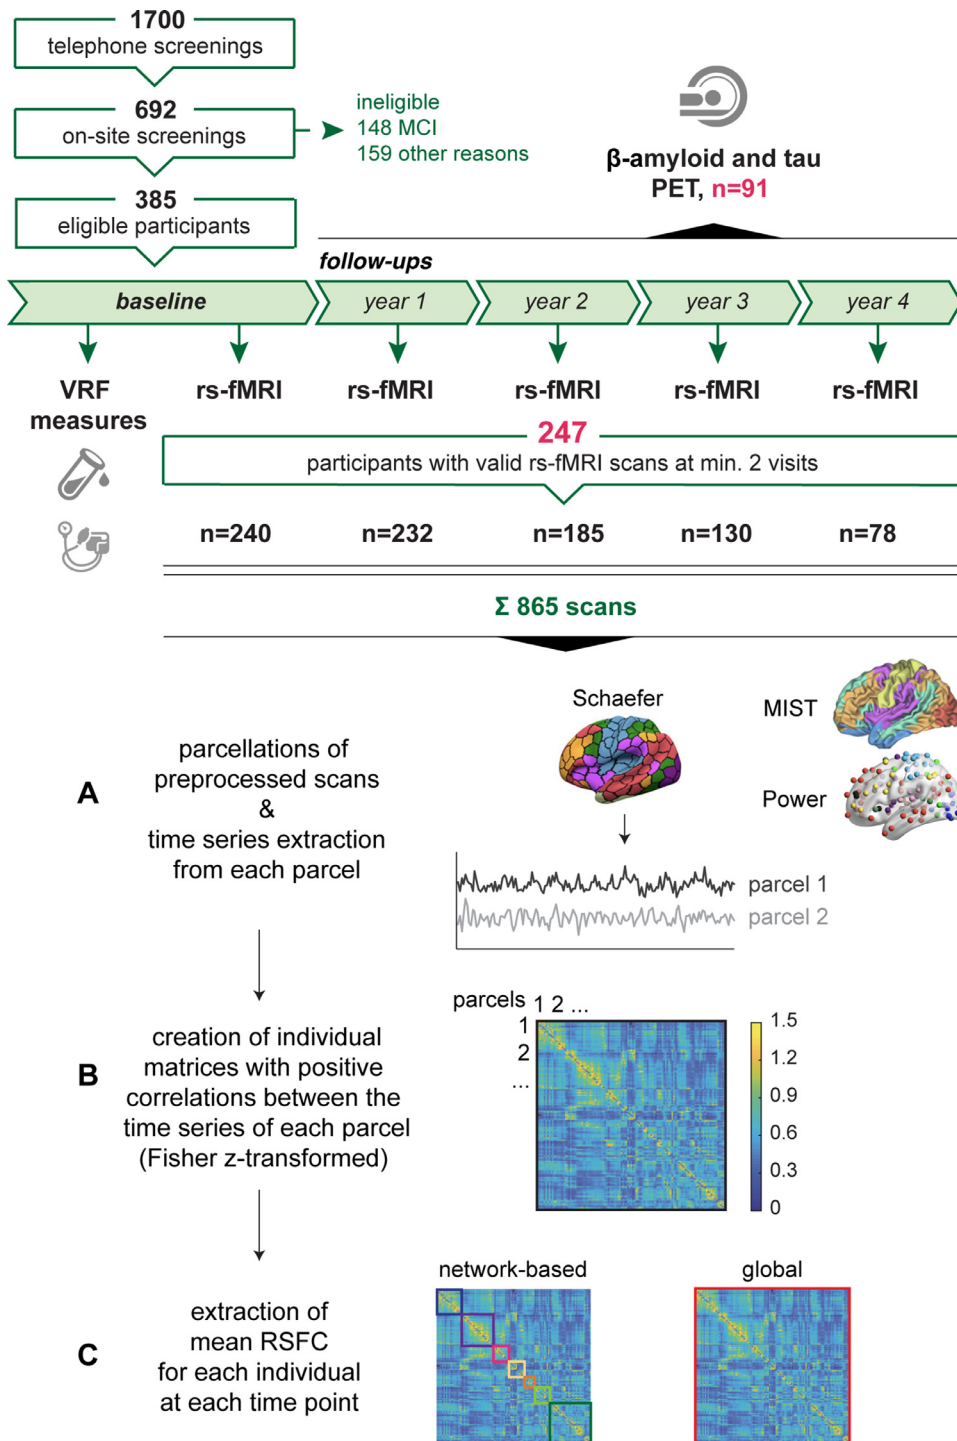 1700
telephone screenings
692
on-site screenings
ineligible
148 MCI
159 other reasons
385
eligible participants
β-amyloid and tau
PET, n=91
follow-ups
baseline
year 1
year 2
year 3
year 4
VRF
measures
rs-fMRI
rs-fMRI
rs-fMRI
rs-fMRI
rs-fMRI
247
participants with valid rs-fMRI scans at min. 2 visits
n=240
n=232
n=185
n=130
n=78
Σ 865 scans
A
parcellations of
preprocessed scans
&
time series extraction
from each parcel
Schaefer
MIST
Power
parcel 1
parcel 2
B
creation of individual
matrices with positive
correlations between the
time series of each parcel
(Fisher z-transformed)
parcels 1 2 ...
1
2
...
1.5
1.2
0.9
0.6
0.3
0
C
extraction of
mean RSFC
for each individual
at each time point
network-based
global